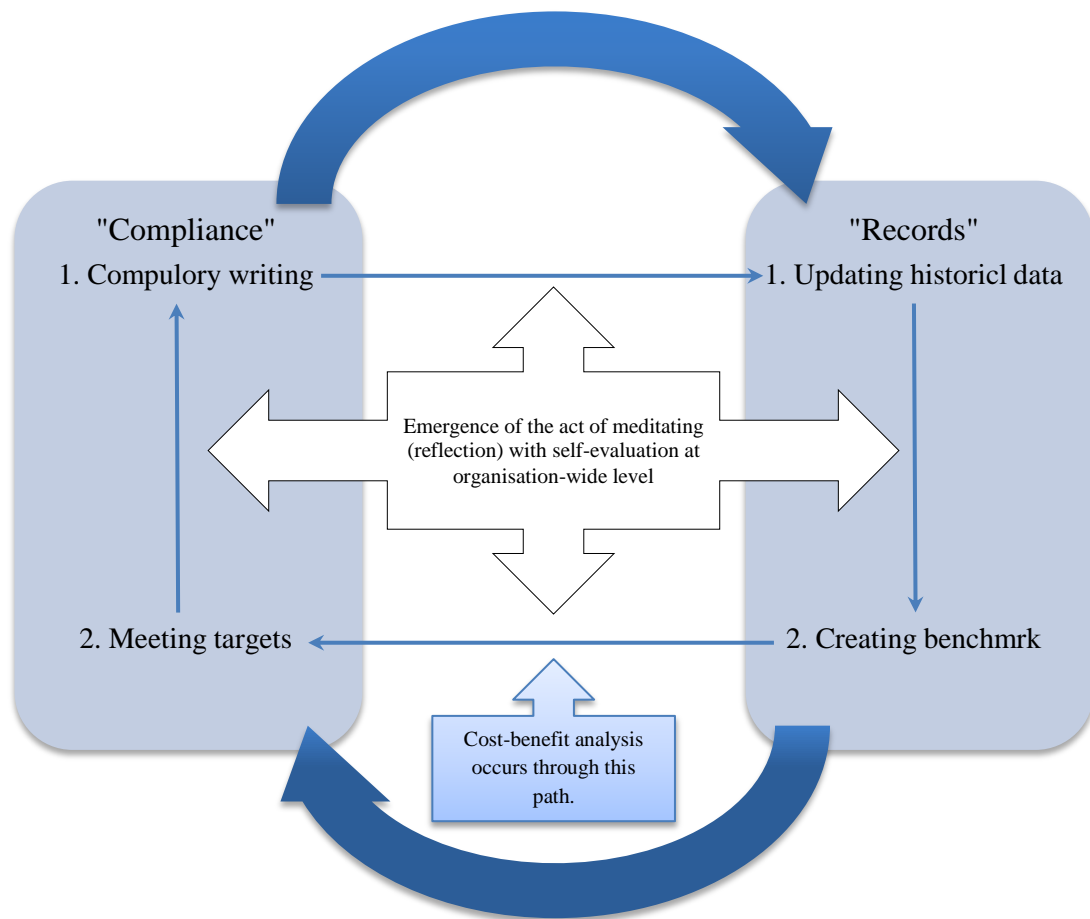 "Compliance"
1. Compulory writing
2. Meeting targets
"Records"
1. Updating historicl data
2. Creating benchmrk
Emergence of the act of meditating
(reflection) with self-evaluation at
organisation-wide level
Cost-benefit analysis
occurs through this
path.